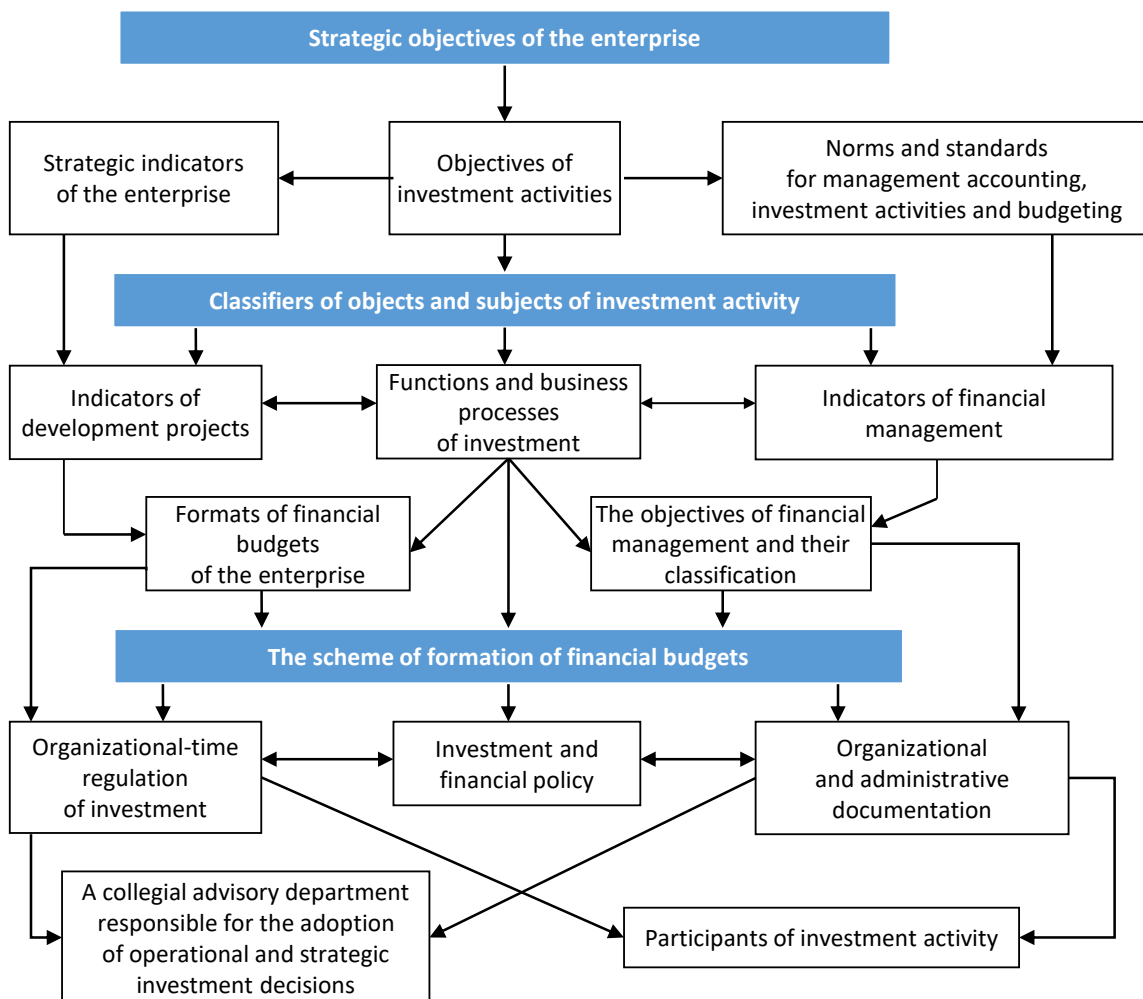 Strategic objectives of the enterprise
Strategic indicators
of the enterprise
Objectives of
investment activities
Norms and standards
for management accounting,
investment activities and budgeting
Classifiers of objects and subjects of investment activity
Indicators of
development projects
Functions and business
processes
of investment
Indicators of financial
management
Formats of financial
budgets
of the enterprise
The objectives of financial
management and their
classification
The scheme of formation of financial budgets
Organizational-time
regulation
of investment
Investment and
financial policy
Organizational
and administrative
documentation
A collegial advisory department
responsible for the adoption
of operational and strategic
investment decisions
Participants of investment activity